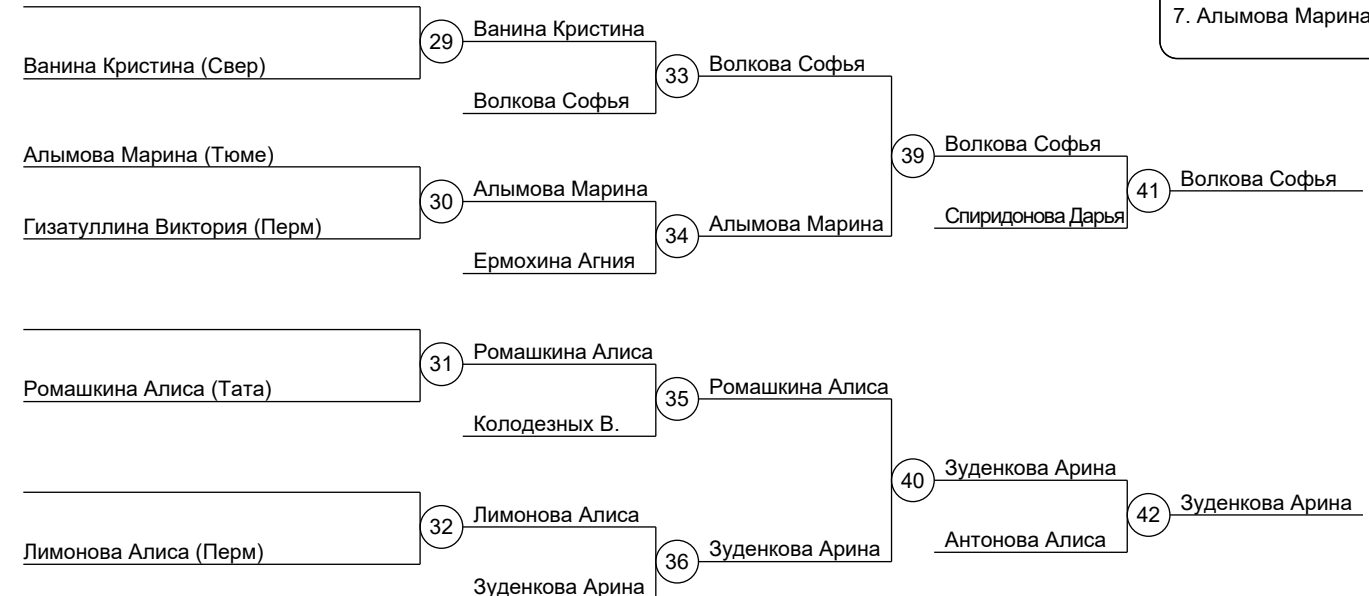 7. Алымова Марина
Ванина Кристина
29
Ванина Кристина (Свер)
Волкова Софья
33
Волкова Софья
Волкова Софья
39
Алымова Марина (Тюме)
Волкова Софья
41
Алымова Марина
30
Спиридонова Дарья
Гизатуллина Виктория (Перм)
Алымова Марина
34
Ермохина Агния
Ромашкина Алиса
31
Ромашкина Алиса (Тата)
Ромашкина Алиса
35
Колодезных В.
Зуденкова Арина
40
Зуденкова Арина
42
Лимонова Алиса
32
Антонова Алиса
Лимонова Алиса (Перм)
Зуденкова Арина
36
Зуденкова Арина